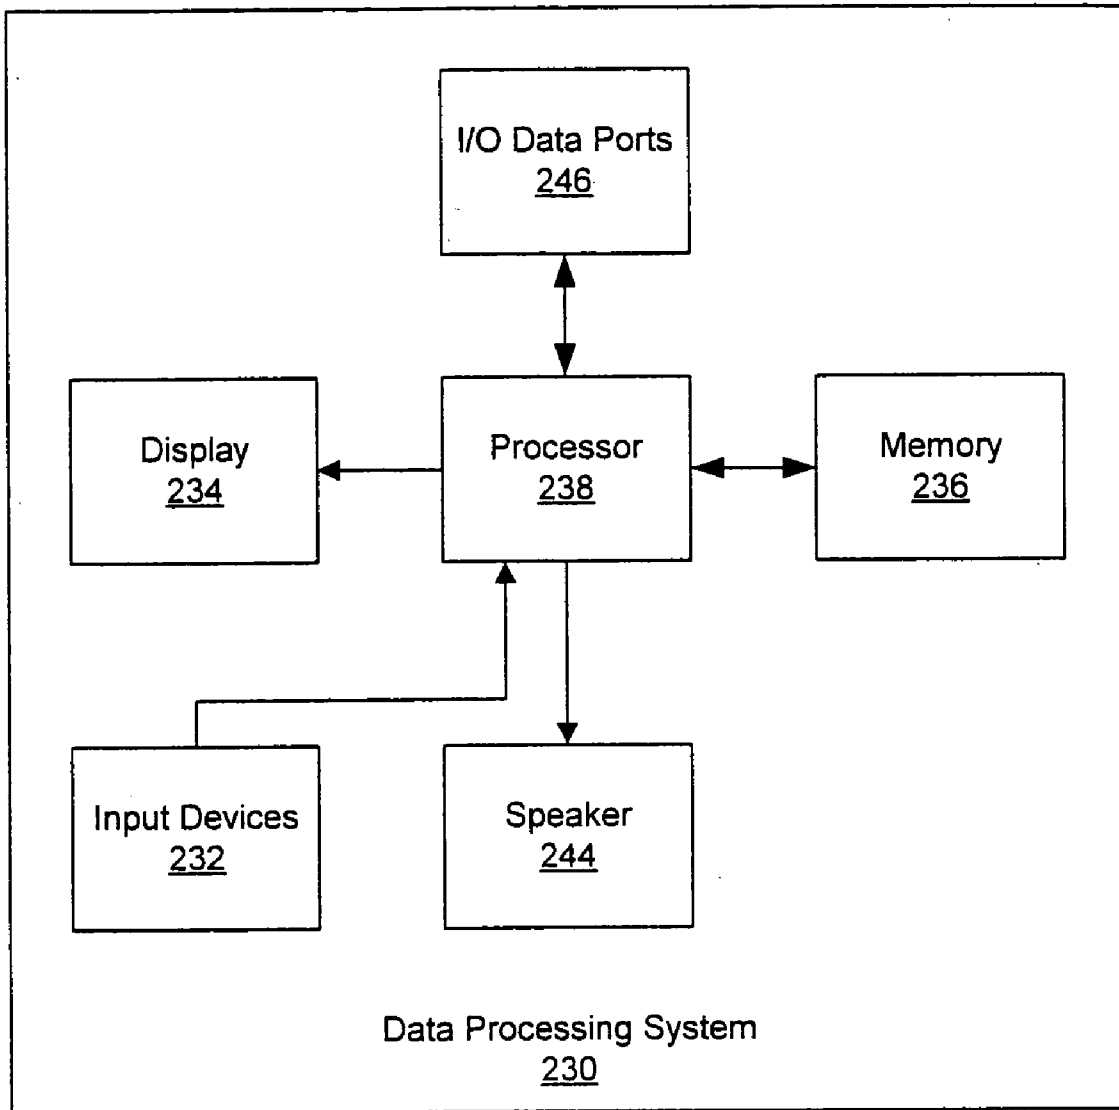 I/O Data Ports
246
Display
234
Processor
238
Memory
236
Input Devices
232
Speaker
244
Data Processing System
230